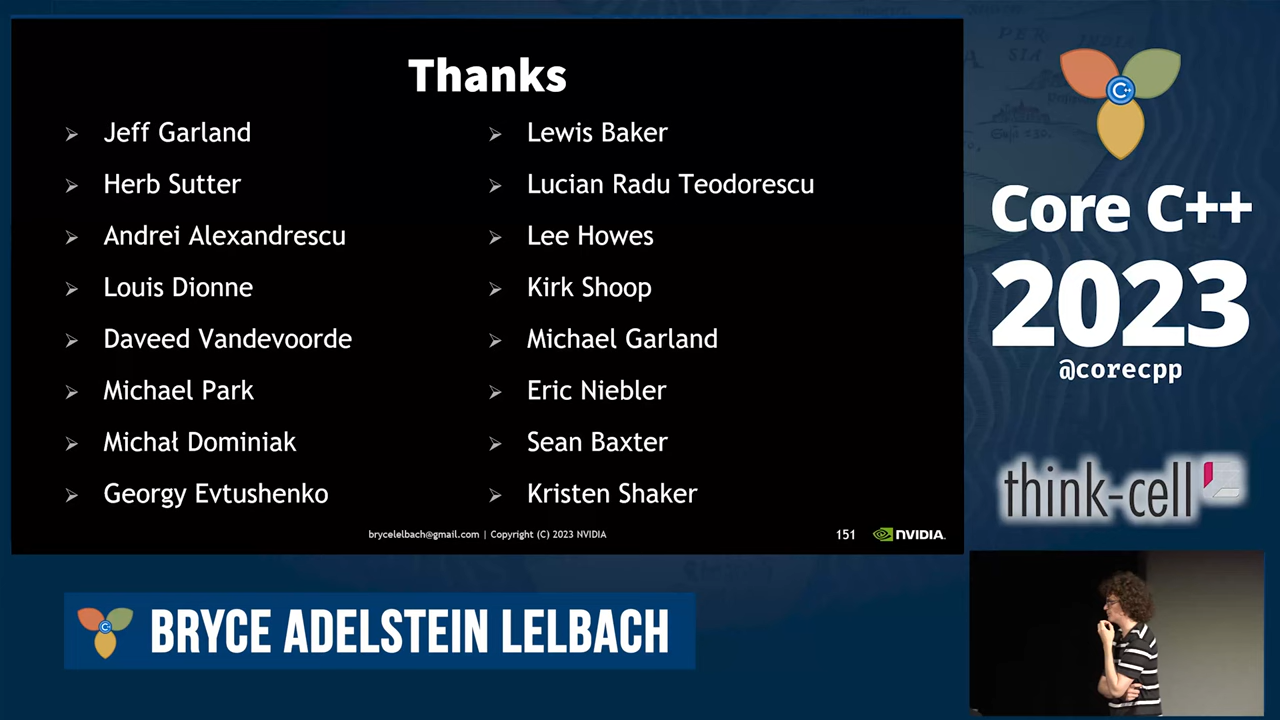 Thanks
Jeff Garland
Herb Sutter
Andrei Alexandrescu
Louis Dionne
Daveed Vandevoorde
Michael Park
Michał Dominiak
Georgy Evtushenko
Lewis Baker
Lucian Radu Teodorescu
Lee Howes
Kirk Shoop
Michael Garland
Eric Niebler
Sean Baxter
Kristen Shaker
brycelelbach@gmail.com | Copyright (C) 2023 NVIDIA
151
NVIDIA.
C++
Core C++
2023
@corecpp
think-cell
C++
BRYCE ADELSTEIN LELBACH